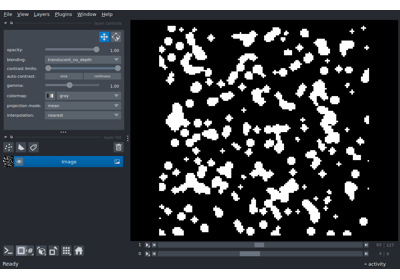 File View Layers Plugins Window Help
layer controls
opacity: 1.00
blending: translucent_no_depth
contrast limits:
auto-contrast: once continuous
gamma: 1.00
colormap: gray
projection mode: mean
interpolation: nearest
layer list
Image
1
0
Ready
activity